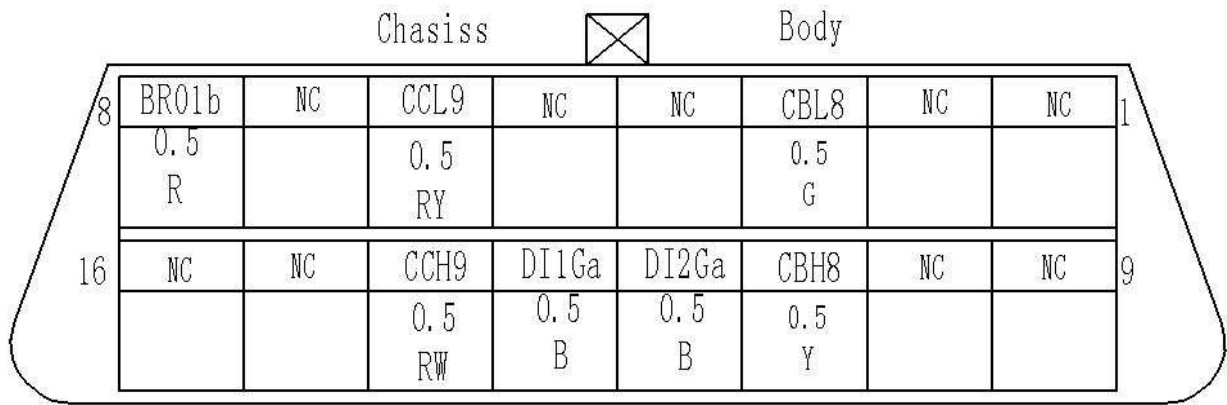 Chasiss Body
8 BR01b NC CCL9 NC NC CBL8 NC NC 1
0.5 0.5 0.5
R RY G
16 NC NC CCH9 DI1Ga DI2Ga CBH8 NC NC 9
0.5 0.5 0.5 0.5
RW B B Y